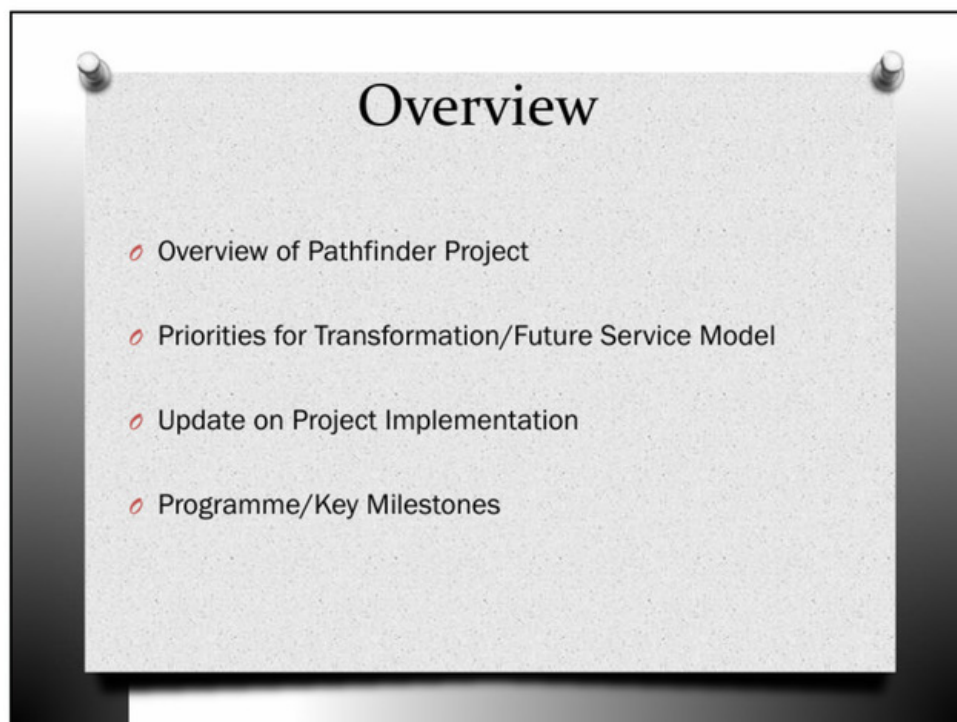 Overview
Overview of Pathfinder Project
Priorities for Transformation/Future Service Model
Update on Project Implementation
Programme/Key Milestones